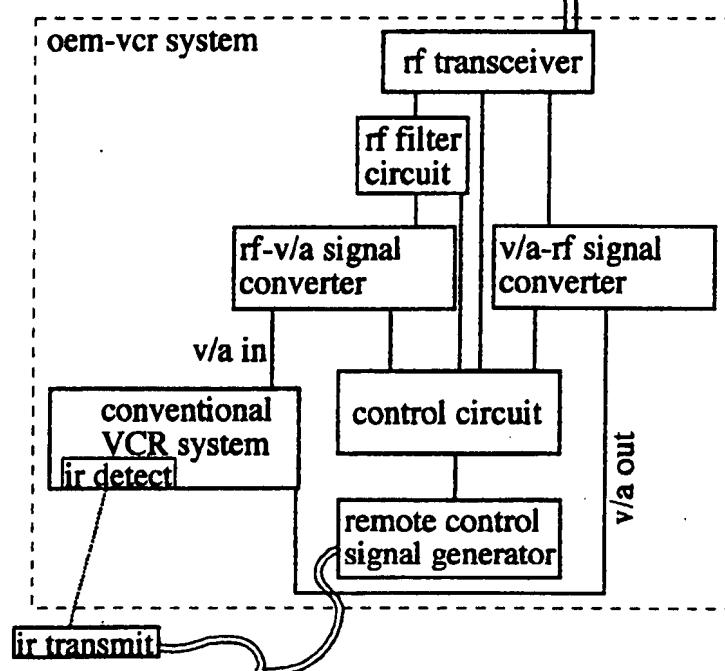 oem-vcr system
rf transceiver
rf filter
circuit
rf-v/a signal
converter
v/a-rf signal
converter
v/a in
conventional
VCR system
ir detect
control circuit
v/a out
remote control
signal generator
ir transmit